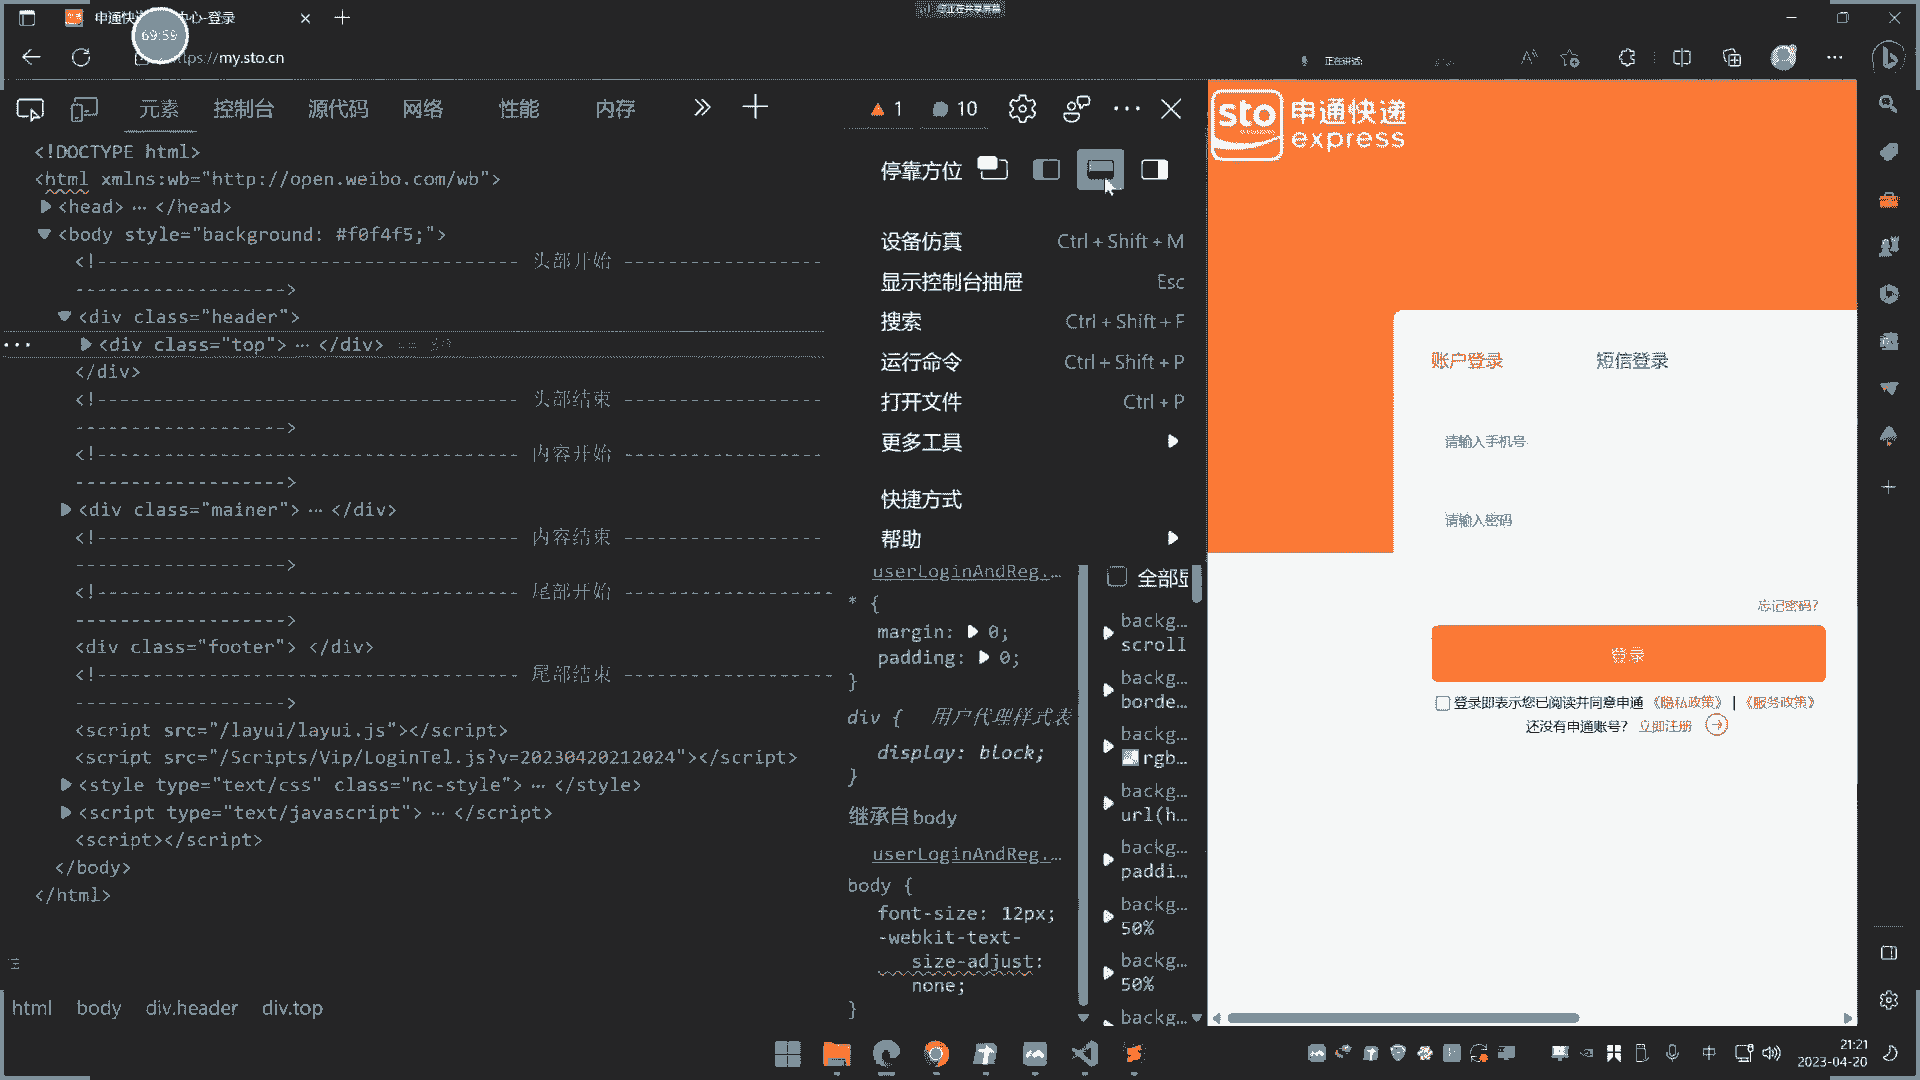 申通快
心-登录
69:59
您正在共享屏幕
ttps://my.sto.cn
正在讲话:
元素
控制台
源代码
网络
性能
内存
1
10
<!DOCTYPE html>
<html xmlns:wb="http://open.weibo.com/wb">
<head> … </head>
<body style="background: #f0f4f5;">
<!------------------------------------- 头部开始 -----------------
------------------->
<div class="header">
<div class="top"> … </div> == $0
</div>
<!------------------------------------- 头部结束 -----------------
------------------->
<!------------------------------------- 内容开始 -----------------
------------------->
<div class="mainer"> … </div>
<!------------------------------------- 内容结束 -----------------
------------------->
<!------------------------------------- 尾部开始 ------------------
------------------->
<div class="footer"> </div>
<!------------------------------------- 尾部结束 ------------------
------------------->
<script src="/layui/layui.js"></script>
<script src="/Scripts/Vip/LoginTel.js?v=20230420212024"></script>
<style type="text/css" class="nc-style"> … </style>
<script type="text/javascript"> … </script>
<script></script>
</body>
</html>
html body div.header div.top
停靠方位
设备仿真 Ctrl + Shift + M
显示控制台抽屉 Esc
搜索 Ctrl + Shift + F
运行命令 Ctrl + Shift + P
打开文件 Ctrl + P
更多工具
快捷方式
帮助
userLoginAndReg.…
* {
margin: 0;
padding: 0;
}
div { 用户代理样式表
display: block;
}
继承自 body
userLoginAndReg.…
body {
font-size: 12px;
-webkit-text-
size-adjust:
none;
}
全部显
backg…
scroll
backg…
borde…
backg…
rgb…
backg…
url(h…
backg…
paddi…
backg…
50%
backg…
50%
backg…
sto 申通快递
express
账户登录
短信登录
请输入手机号
请输入密码
忘记密码?
登录
登录即表示您已阅读并同意申通 《隐私政策》 | 《服务政策》
还没有申通账号? 立即注册
中
21:21
2023-04-20